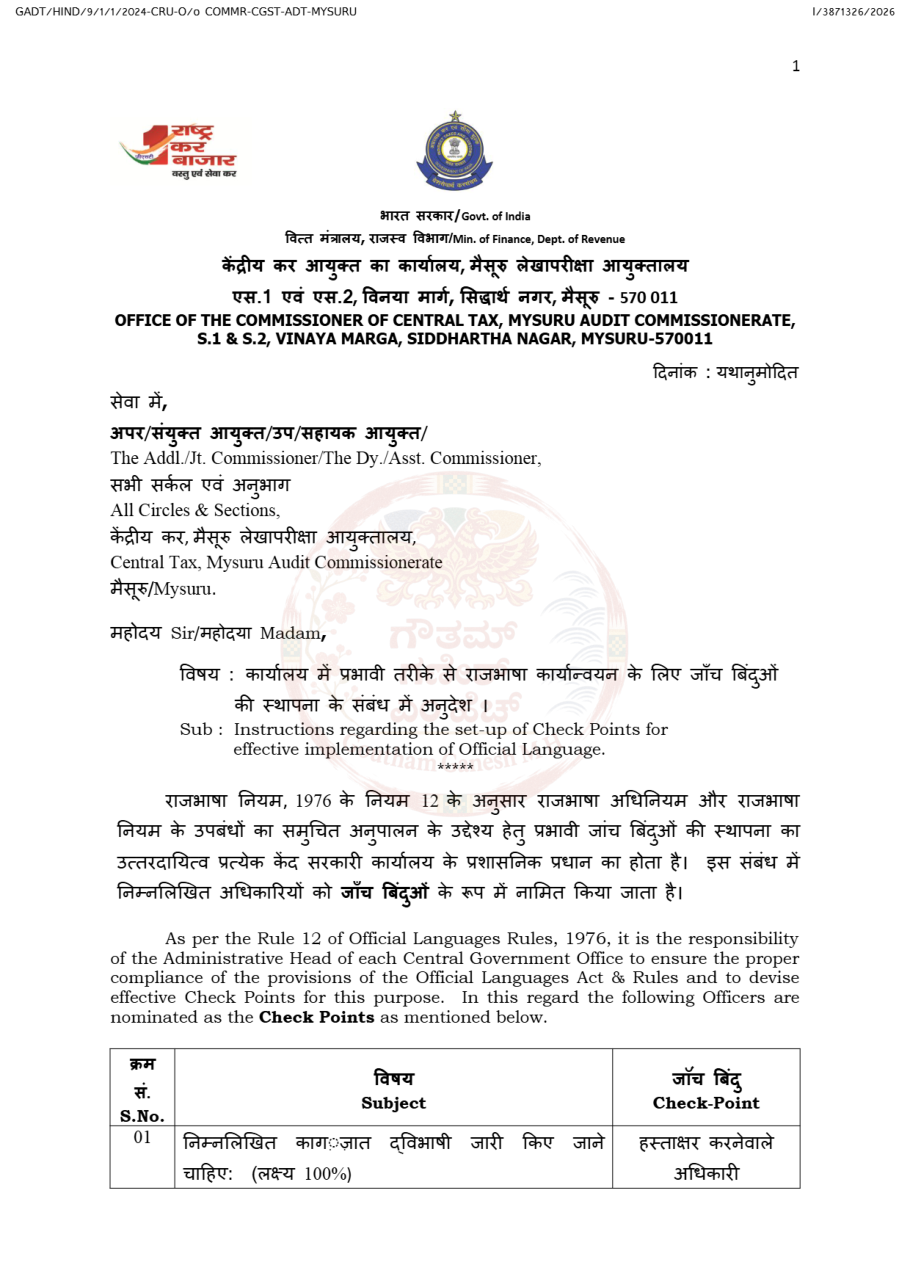 GADT/HIND/9/1/1/2024-CRU-O/o COMMR-CGST-ADT-MYSURU I/3871326/2026
1
राष्ट्र
कर
बाजार
वस्तु एवं सेवा कर
भारत सरकार/Govt. of India
वित्त मंत्रालय, राजस्व विभाग/Min. of Finance, Dept. of Revenue
केंद्रीय कर आयुक्त का कार्यालय, मैसूरु लेखापरीक्षा आयुक्तालय
एस.1 एवं एस.2, विनया मार्ग, सिद्धार्थ नगर, मैसूरु - 570 011
OFFICE OF THE COMMISSIONER OF CENTRAL TAX, MYSURU AUDIT COMMISSIONERATE,
S.1 & S.2, VINAYA MARGA, SIDDHARTHA NAGAR, MYSURU-570011
दिनांक : यथानुमोदित
सेवा में,
अपर/संयुक्त आयुक्त/उप/सहायक आयुक्त/
The Addl./Jt. Commissioner/The Dy./Asst. Commissioner,
सभी सर्कल एवं अनुभाग
All Circles & Sections,
केंद्रीय कर, मैसूरु लेखापरीक्षा आयुक्तालय,
Central Tax, Mysuru Audit Commissionerate
मैसूरु/Mysuru.
महोदय Sir/महोदया Madam,
ಗೌತಮ್
विषय : कार्यालय में प्रभावी तरीके से राजभाषा कार्यान्वयन के लिए जाँच बिंदुओं
की स्थापना के संबंध में अनुदेश ।
Sub : Instructions regarding the set-up of Check Points for
effective implementation of Official Language.
*****
राजभाषा नियम, 1976 के नियम 12 के अनुसार राजभाषा अधिनियम और राजभाषा
नियम के उपबंधों का समुचित अनुपालन के उद्देश्य हेतु प्रभावी जांच बिंदुओं की स्थापना का
उत्तरदायित्व प्रत्येक केंद सरकारी कार्यालय के प्रशासनिक प्रधान का होता है। इस संबंध में
निम्नलिखित अधिकारियों को जाँच बिंदुओं के रूप में नामित किया जाता है।
As per the Rule 12 of Official Languages Rules, 1976, it is the responsibility
of the Administrative Head of each Central Government Office to ensure the proper
compliance of the provisions of the Official Languages Act & Rules and to devise
effective Check Points for this purpose. In this regard the following Officers are
nominated as the Check Points as mentioned below.
क्रम
सं.
S.No.
विषय
Subject
जाँच बिंदु
Check-Point
01
निम्नलिखित काग़ज़ात द्विभाषी जारी किए जाने
चाहिए: (लक्ष्य 100%)
हस्ताक्षर करनेवाले
अधिकारी